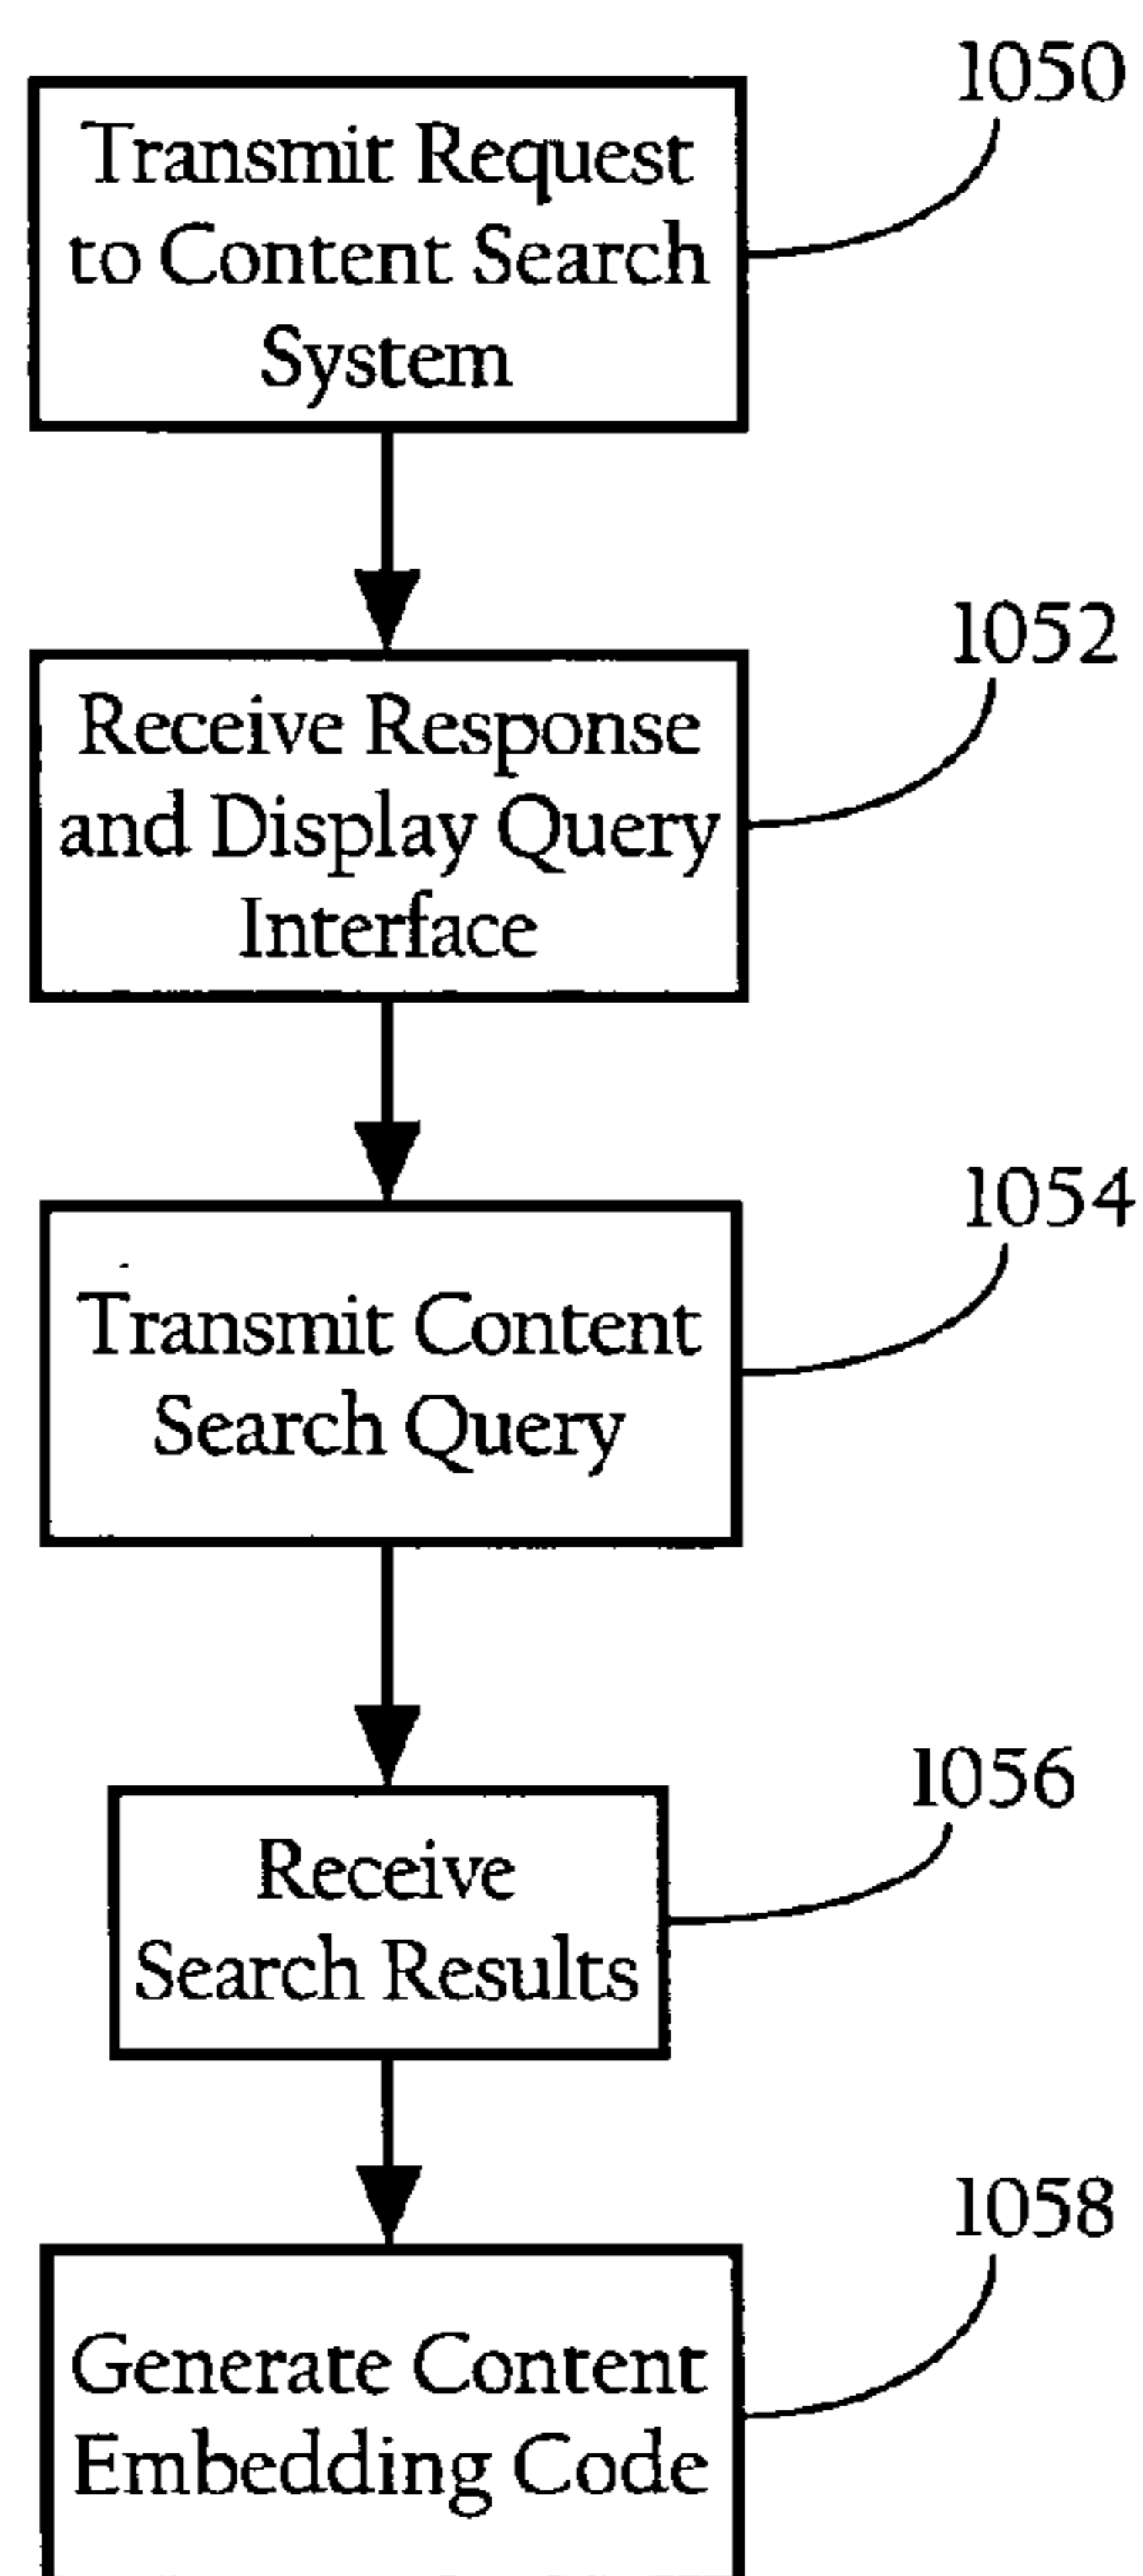 1050
Transmit Request
to Content Search
System
1052
Receive Response
and Display Query
Interface
1054
Transmit Content
Search Query
1056
Receive
Search Results
1058
Generate Content
Embedding Code